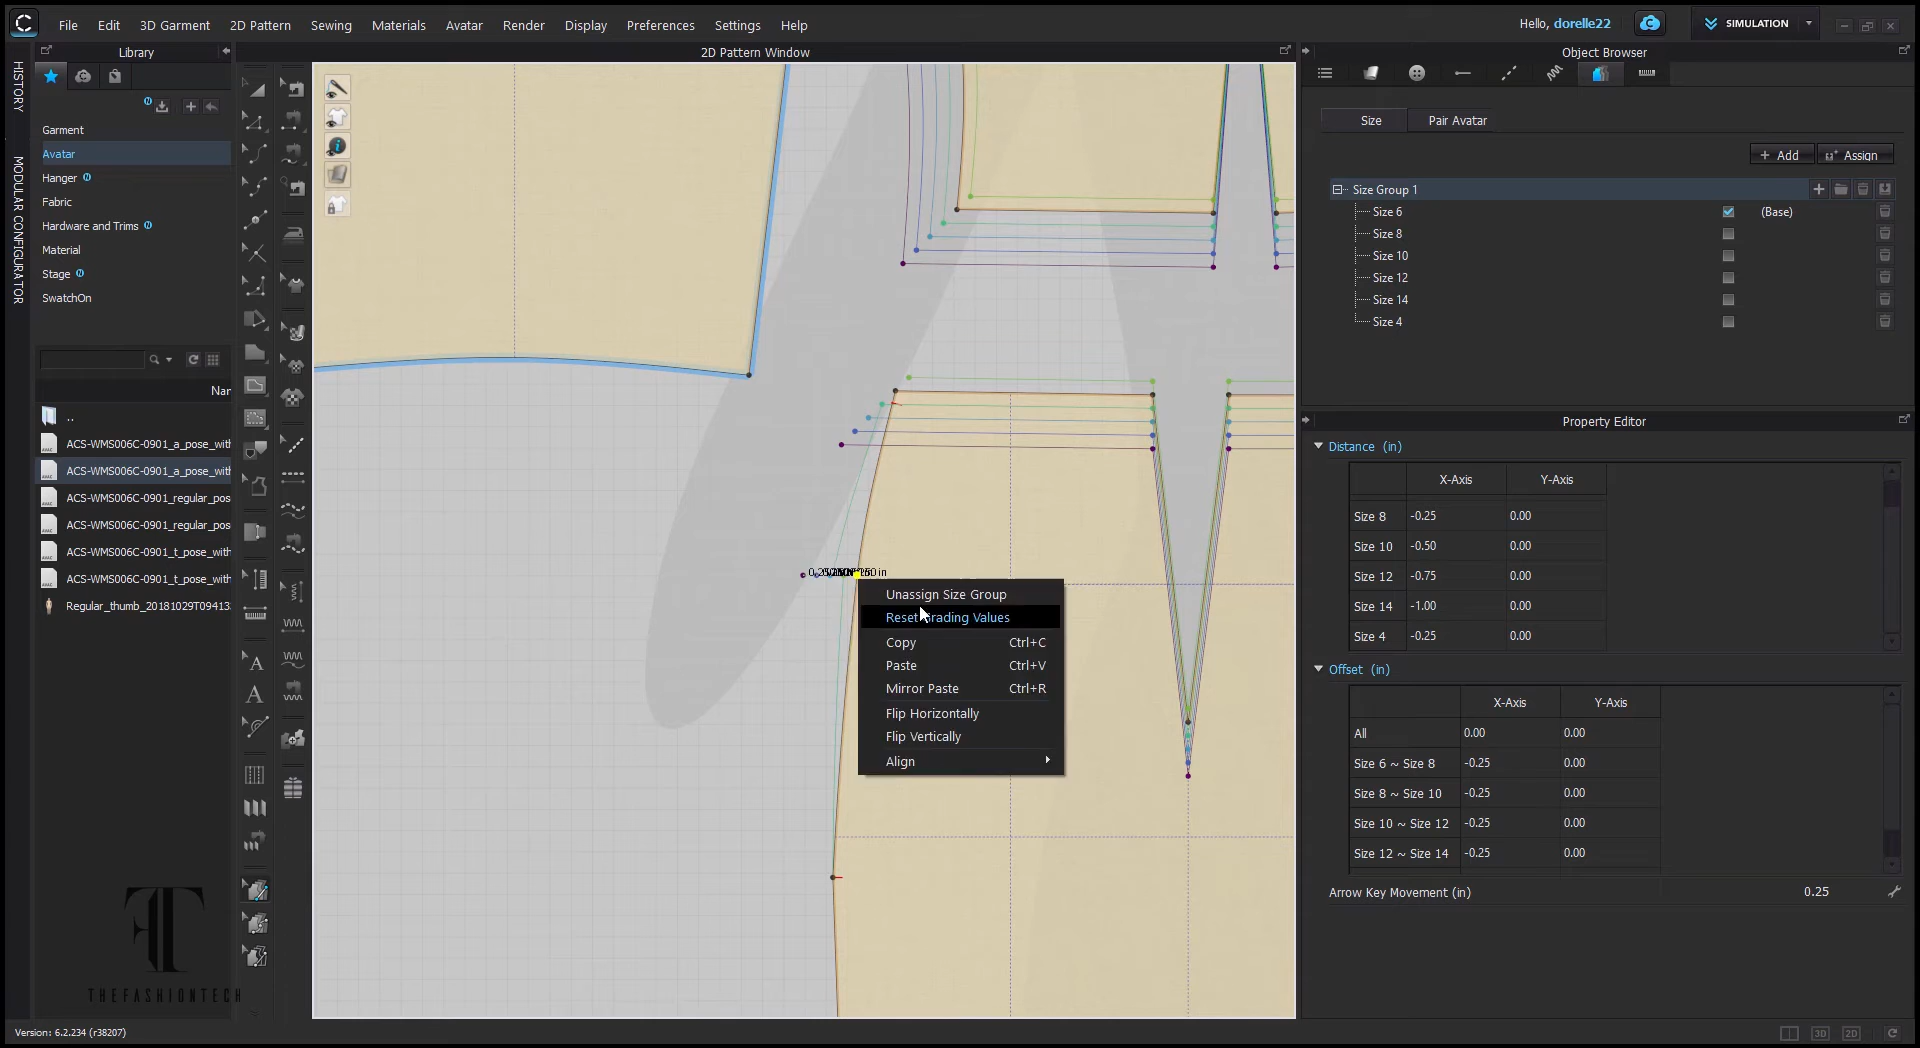 File Edit 3D Garment 2D Pattern Sewing Materials Avatar Render Display Preferences Settings Help
Hello, dorelle22
SIMULATION
Library
2D Pattern Window
Object Browser
HISTORY
MODULAR CONFIGURATOR
Garment
Avatar
Hanger
Fabric
Hardware and Trims
Material
Stage
SwatchOn
Nar
..
ACS-WMS006C-0901_a_pose_with
ACS-WMS006C-0901_a_pose_with
ACS-WMS006C-0901_regular_pos
ACS-WMS006C-0901_regular_pos
ACS-WMS006C-0901_t_pose_with
ACS-WMS006C-0901_t_pose_with
Regular_thumb_20181029T09413
Unassign Size Group
Reset Grading Values
Copy Ctrl+C
Paste Ctrl+V
Mirror Paste Ctrl+R
Flip Horizontally
Flip Vertically
Align
Size Pair Avatar
+ Add Assign
Size Group 1
Size 6 (Base)
Size 8
Size 10
Size 12
Size 14
Size 4
Property Editor
Distance (in)
X-Axis Y-Axis
Size 8 -0.25 0.00
Size 10 -0.50 0.00
Size 12 -0.75 0.00
Size 14 -1.00 0.00
Size 4 -0.25 0.00
Offset (in)
X-Axis Y-Axis
All 0.00 0.00
Size 6 ~ Size 8 -0.25 0.00
Size 8 ~ Size 10 -0.25 0.00
Size 10 ~ Size 12 -0.25 0.00
Size 12 ~ Size 14 -0.25 0.00
Arrow Key Movement (in) 0.25
THEFASHIONTECH
Version: 6.2.234 (r38207)
3D 2D